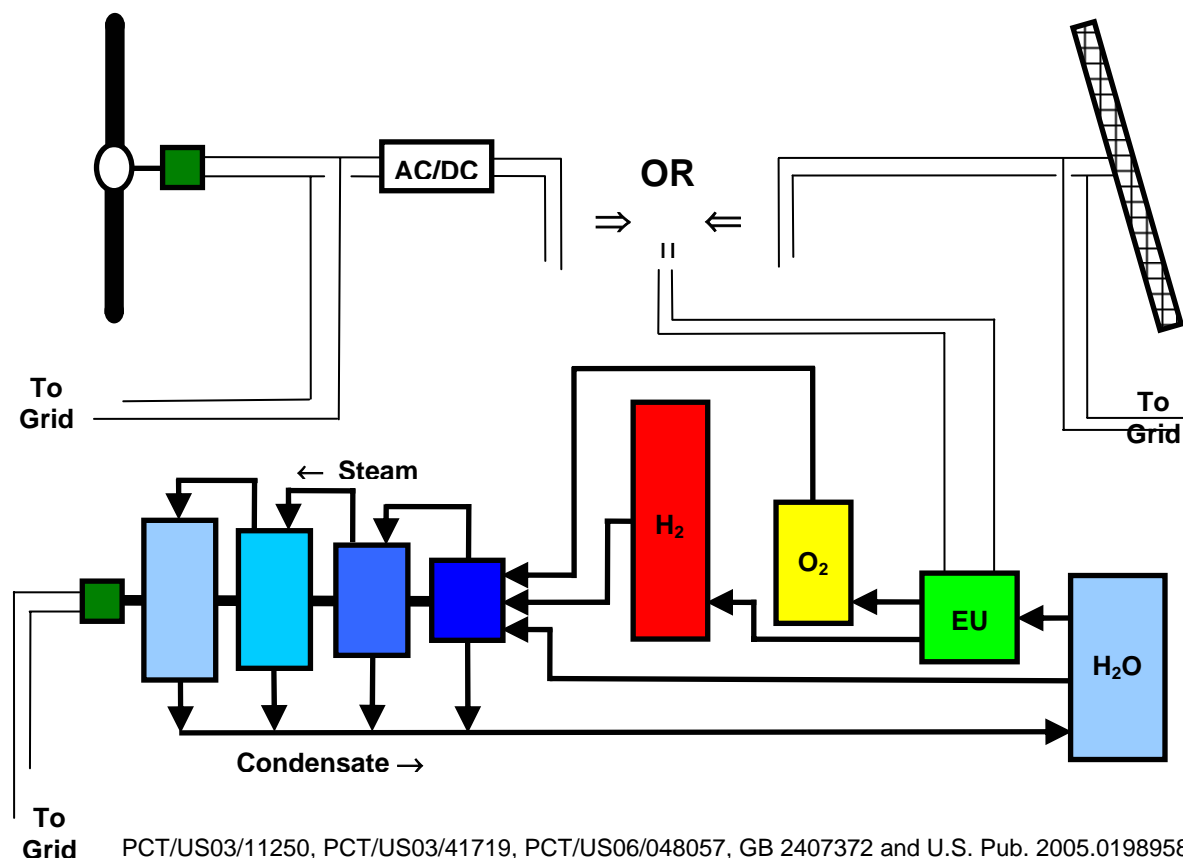 AC/DC
OR
⇒ ⇐
To
Grid
To
Grid
← Steam
H₂
O₂
EU
H₂O
Condensate →
To
Grid
PCT/US03/11250, PCT/US03/41719, PCT/US06/048057, GB 2407372 and U.S. Pub. 2005.0198958